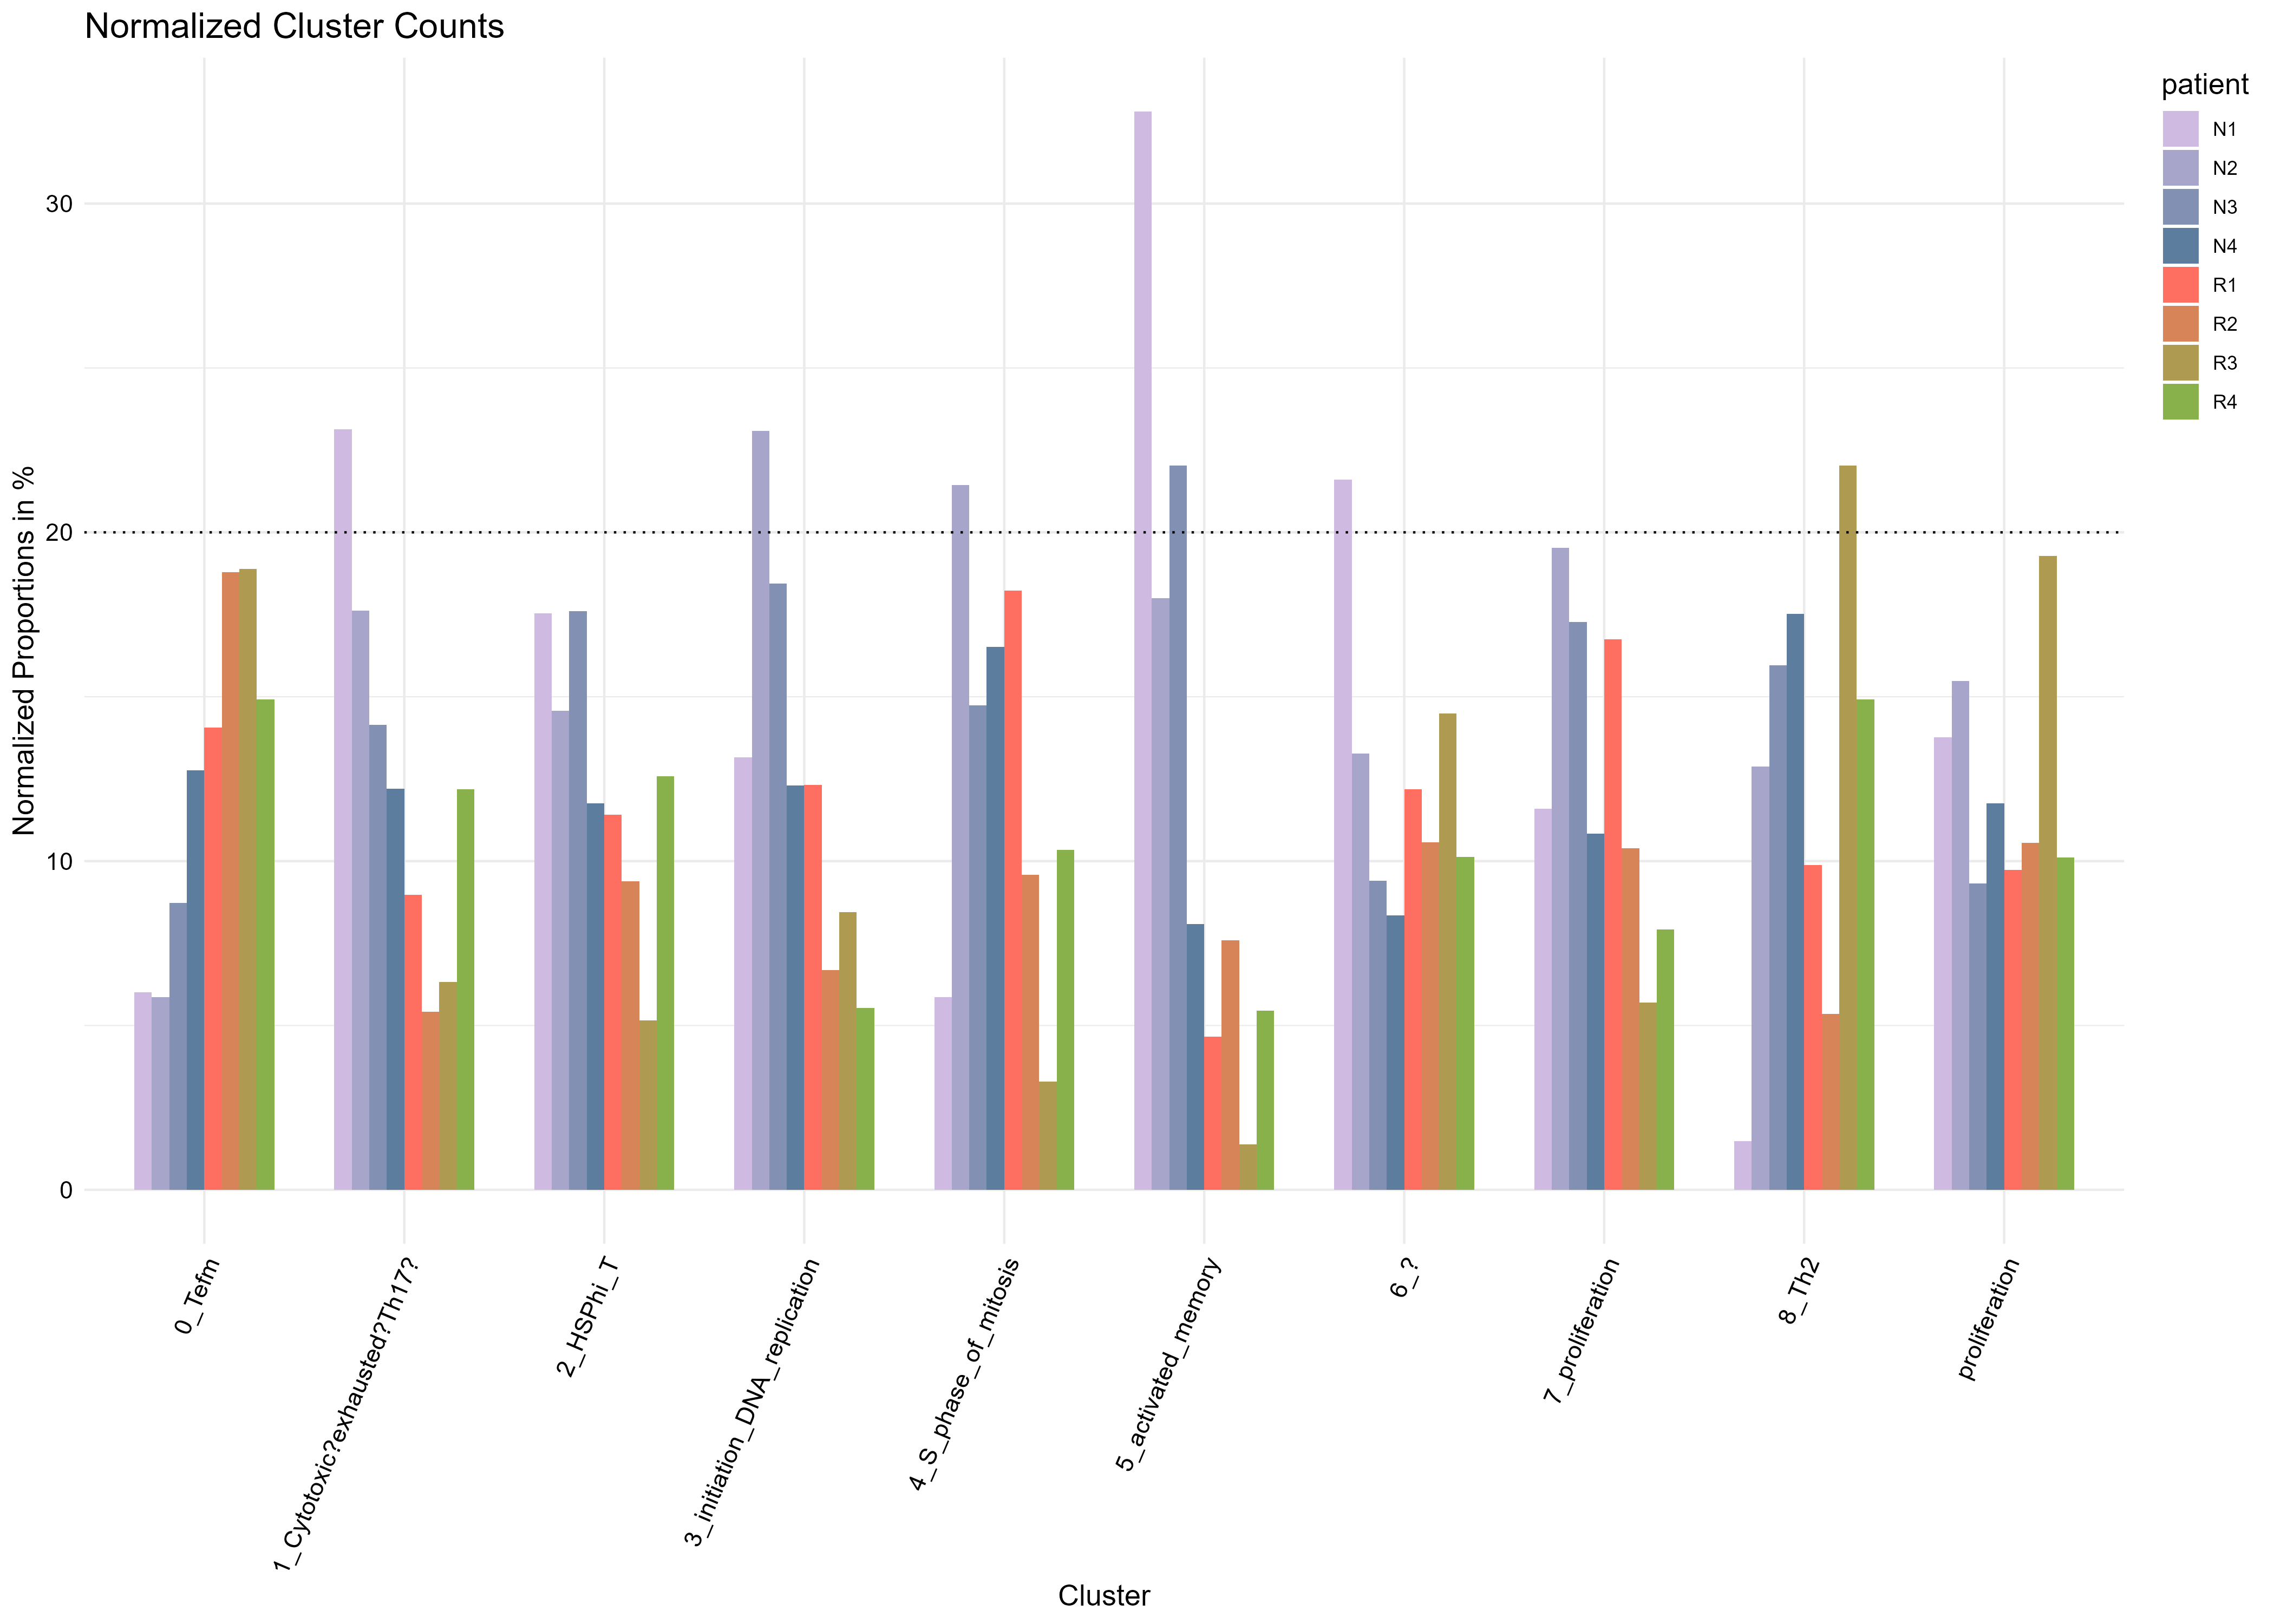 Normalized Cluster Counts
Normalized Proportions in %
30
20
10
0
0_Tefm
1_Cytotoxic?exhausted?Th17?
2_HSPhi_T
3_initiation_DNA_replication
4_S_phase_of_mitosis
5_activated_memory
6_?
7_proliferation
8_Th2
proliferation
Cluster
patient
N1
N2
N3
N4
R1
R2
R3
R4